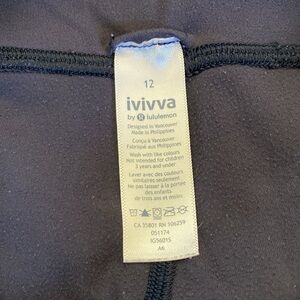 12
ivivva
by lululemon
Designed in Vancouver
Made in Philippines
Conçu à Vancouver
Fabriqué aux Philippines
Wash with like colours
Not intended for children
3 years and under
Laver avec des couleurs
similaires seulement
Ne pas laisser à la portée
des enfants
de trois ans et moins
CA 35801 RN 106259
051174
IG56015
A6